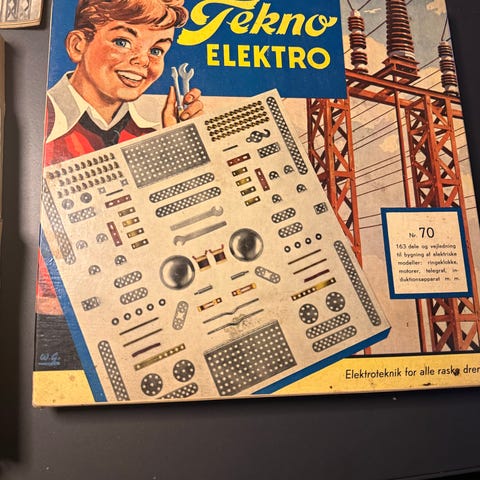 Tekno
ELEKTRO
Nr. 70
163 dele og vejledning
til bygning af elektriske
modeller: ringeklokke,
motorer, telegraf, in-
duktionsapparat m. m.
W.G.
Elektroteknik for alle raske dren